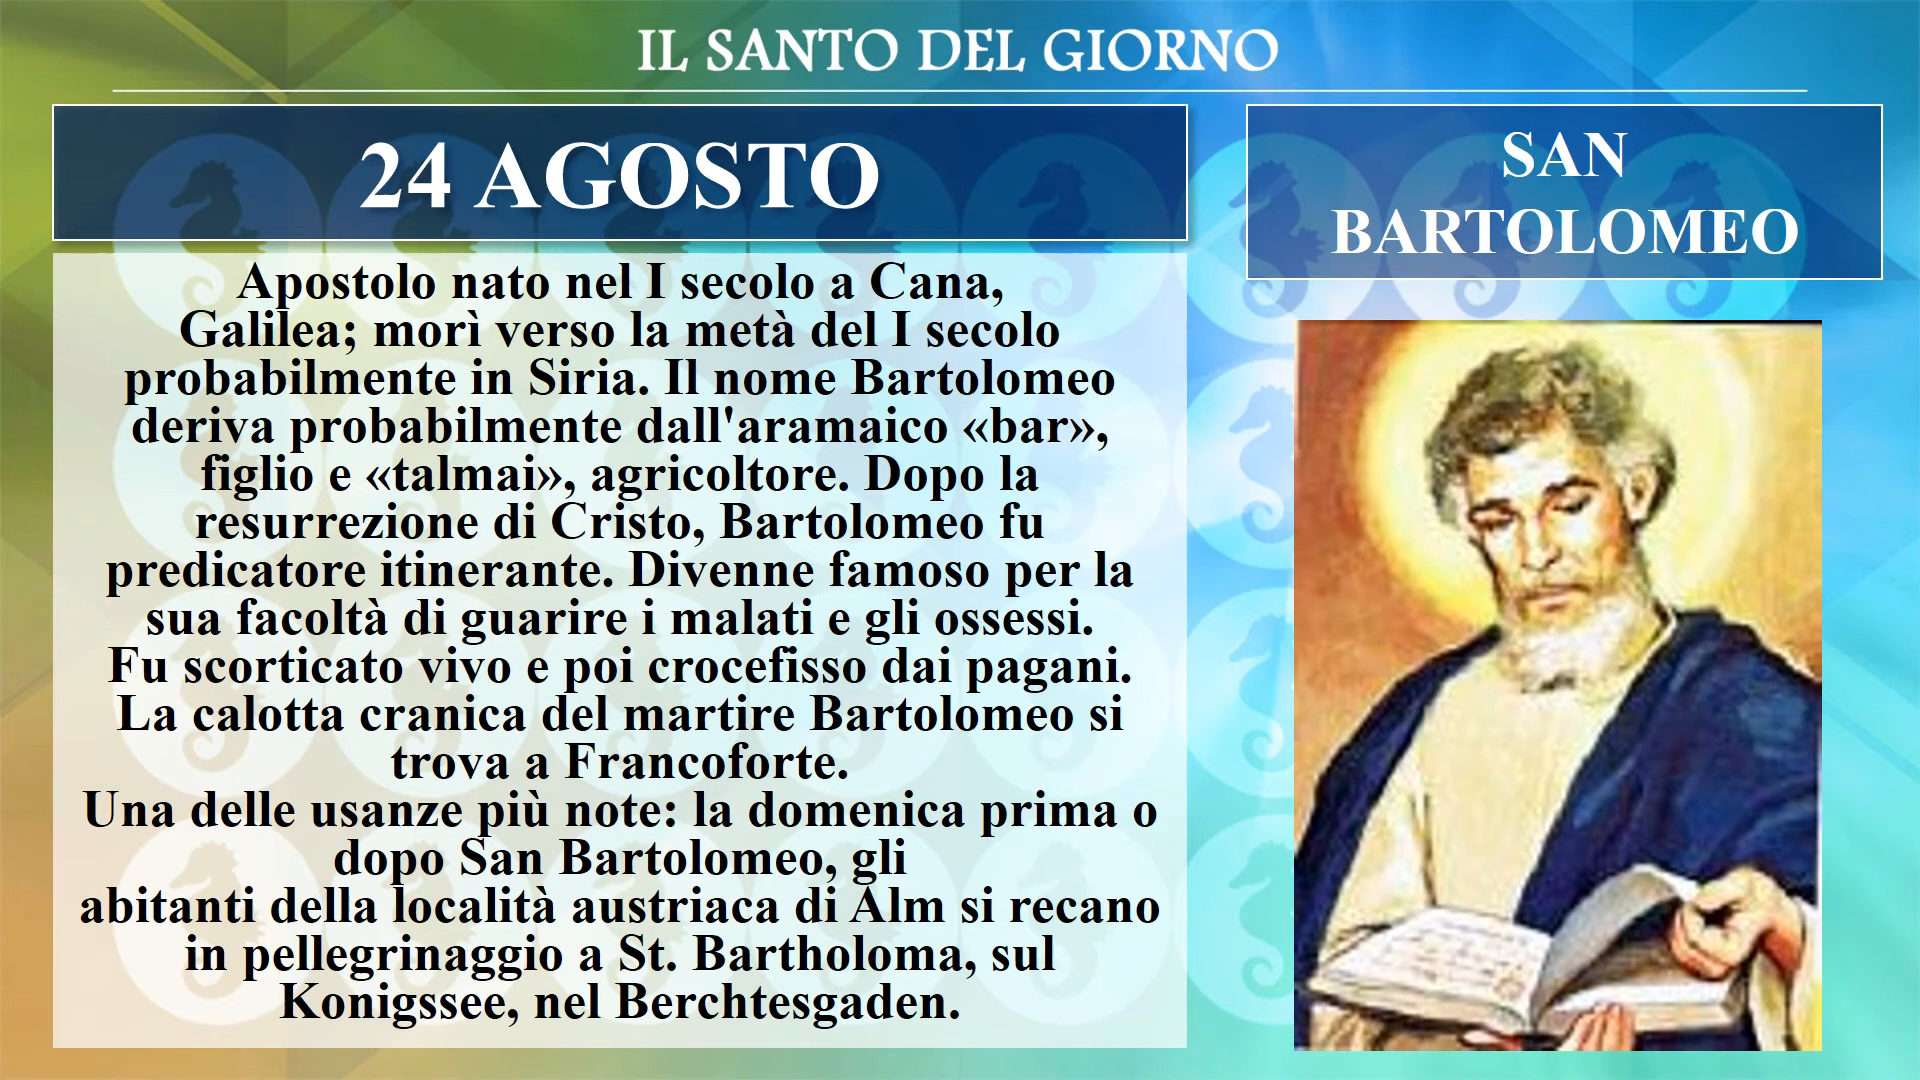 IL SANTO DEL GIORNO
24 AGOSTO
SAN
BARTOLOMEO
Apostolo nato nel I secolo a Cana,
Galilea; morì verso la metà del I secolo
probabilmente in Siria. Il nome Bartolomeo
deriva probabilmente dall'aramaico «bar»,
figlio e «talmai», agricoltore. Dopo la
resurrezione di Cristo, Bartolomeo fu
predicatore itinerante. Divenne famoso per la
sua facoltà di guarire i malati e gli ossessi.
Fu scorticato vivo e poi crocefisso dai pagani.
La calotta cranica del martire Bartolomeo si
trova a Francoforte.
Una delle usanze più note: la domenica prima o
dopo San Bartolomeo, gli
abitanti della località austriaca di Alm si recano
in pellegrinaggio a St. Bartholoma, sul
Konigssee, nel Berchtesgaden.